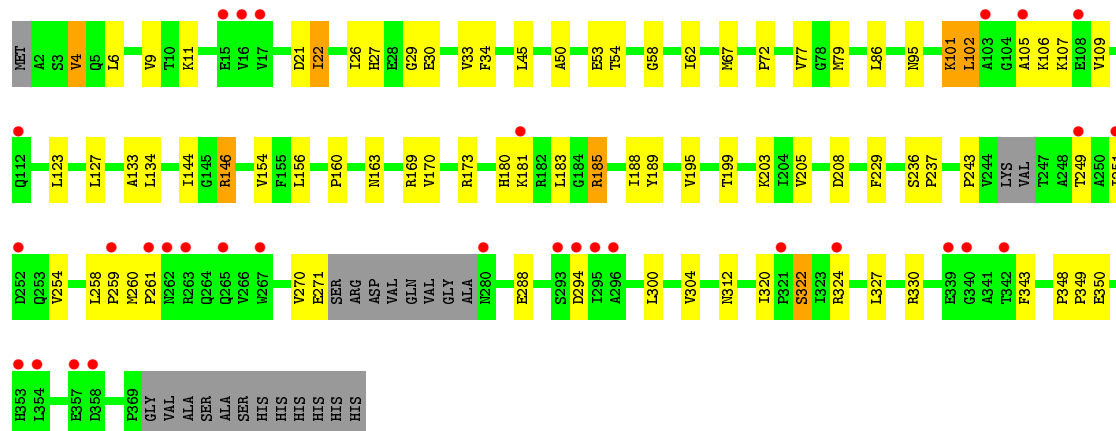 MET A2 S3 V4 Q5 L6 V9 T10 K11 E15 V16 V17 D21 I22 I26 H27 E28 G29 E30 V33 F34 L45 A50 E53 T54 G58 I62 M67 P72 V77 G78 M79 L86 N95 K101 L102 A103 G104 A105 K106 K107 E108 V109
Q112 L123 L127 A133 L134 I144 G145 R146 V154 F155 L156 P160 N163 R169 V170 R173 H180 K181 R182 L183 G184 R185 I188 Y189 V195 T199 K203 I204 V205 D208 F229 S236 P237 P243 V244 LYS VAL T247 A248 T249 A250 I251
D252 Q253 V254 L258 P259 M260 P261 N262 R263 Q264 Q265 V266 W267 V270 E271 SER ARG ASP VAL GLN VAL GLY ALA N280 E288 S293 D294 I295 A296 L300 V304 N312 I320 P321 S322 I323 R324 L327 R330 E339 G340 A341 T342 F343 P348 P349 E350
H353 L354 E357 D358 P369 GLY VAL ALA SER ALA SER HIS HIS HIS HIS HIS HIS